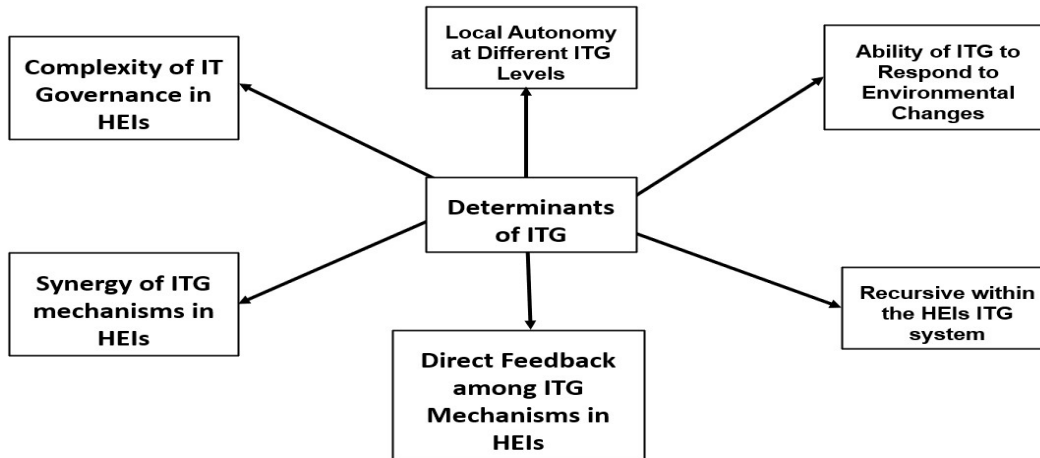 Complexity of IT
Governance in
HEIs
Local Autonomy
at Different ITG
Levels
Ability of ITG to
Respond to
Environmental
Changes
Determinants
of ITG
Synergy of ITG
mechanisms in
HEIs
Direct Feedback
among ITG
Mechanisms in
HEIs
Recursive within
the HEIs ITG
system